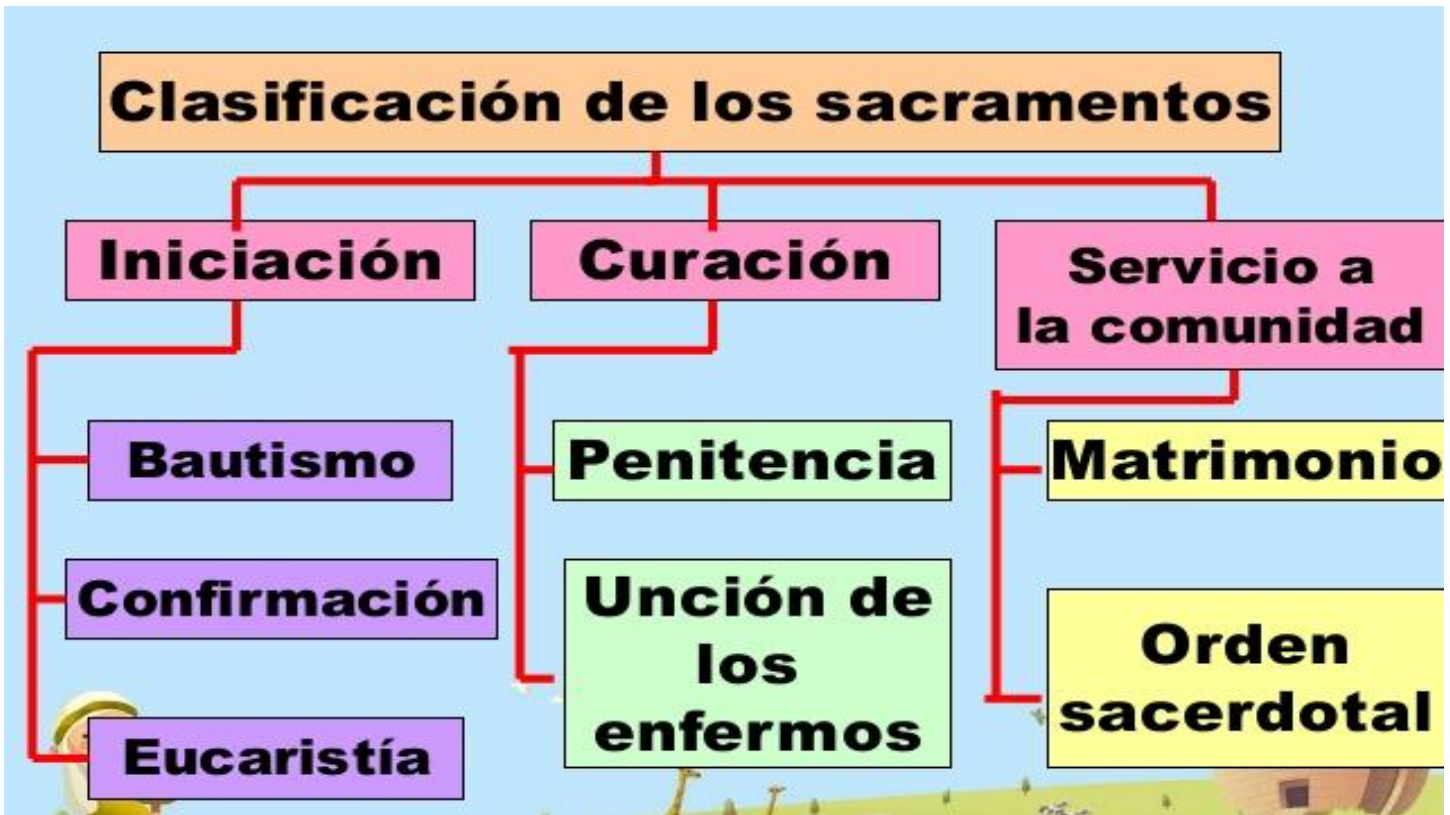 Clasificación de los sacramentos
Iniciación
Bautismo
Confirmación
Eucaristía
Curación
Penitencia
Unción de
los
enfermos
Servicio a
la comunidad
Matrimonio
Orden
sacerdotal